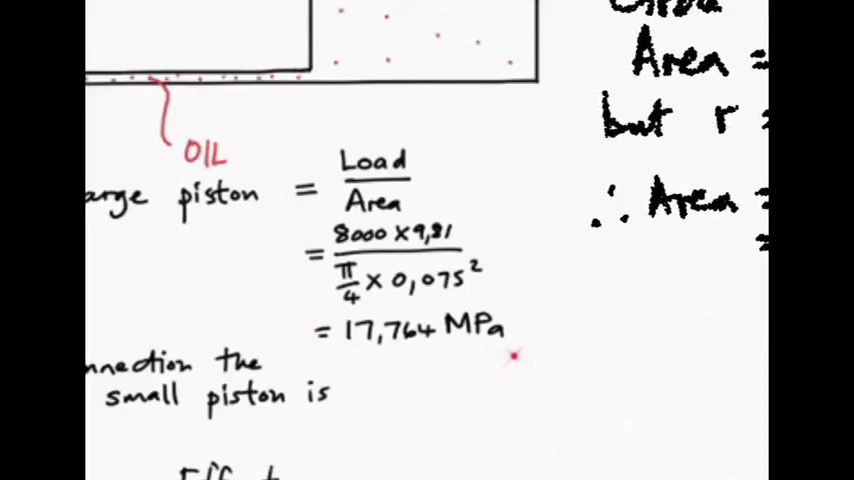 OIL
arge piston = Load / Area
= 8000 × 9,81 / π/4 × 0,075²
= 17,764 MPa
nnection the
small piston is
Area =
but r =
∴ Area =
=